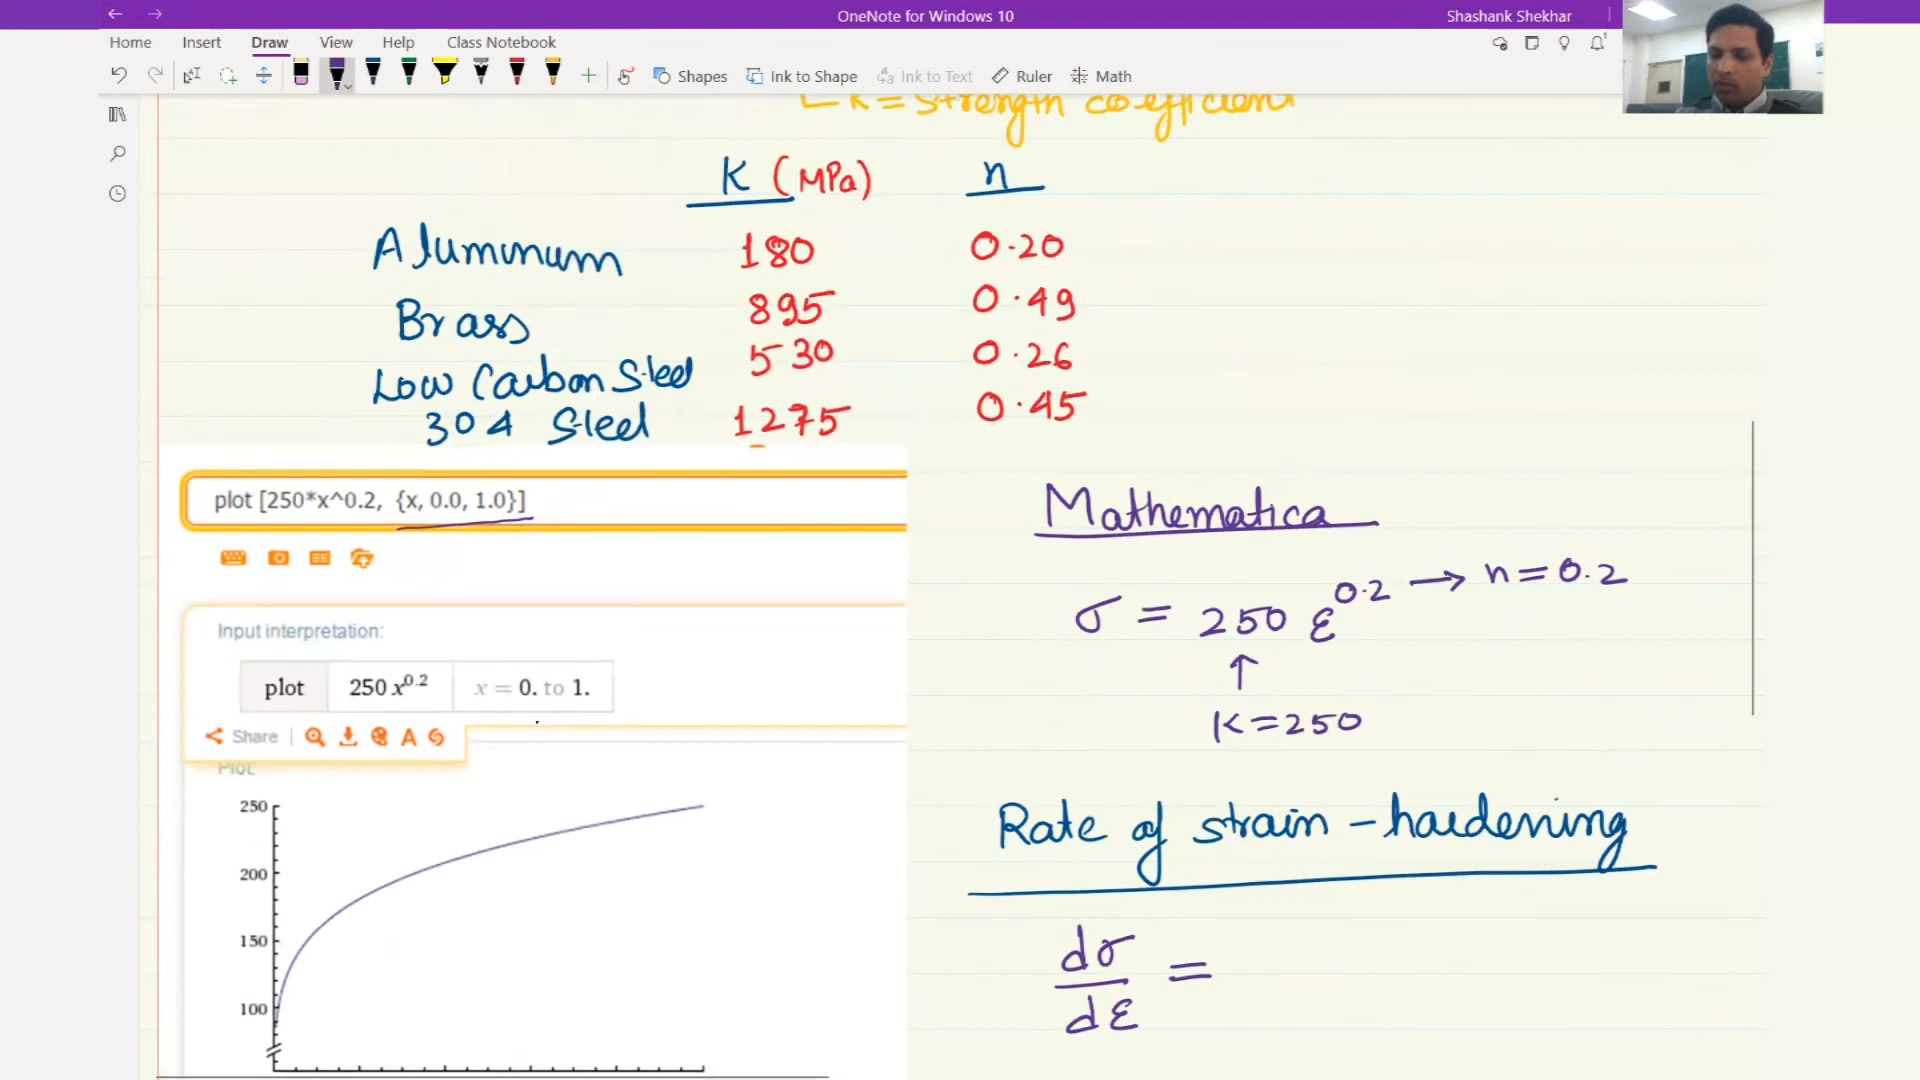 OneNote for Windows 10
Shashank Shekhar
Home Insert Draw View Help Class Notebook
Shapes Ink to Shape Ink to Text Ruler Math
K = Strength coefficient
K (MPa) n
Aluminum 180 0.20
Brass 895 0.49
Low Carbon Steel 530 0.26
304 Steel 1275 0.45
plot [250*x^0.2, {x, 0.0, 1.0}]
Input interpretation:
plot 250 x^0.2 x = 0. to 1.
Share A
Plot:
250
200
150
100
Mathematica
σ = 250 ε^0.2 → n = 0.2
↑
K = 250
Rate of strain-hardening
dσ/dε =